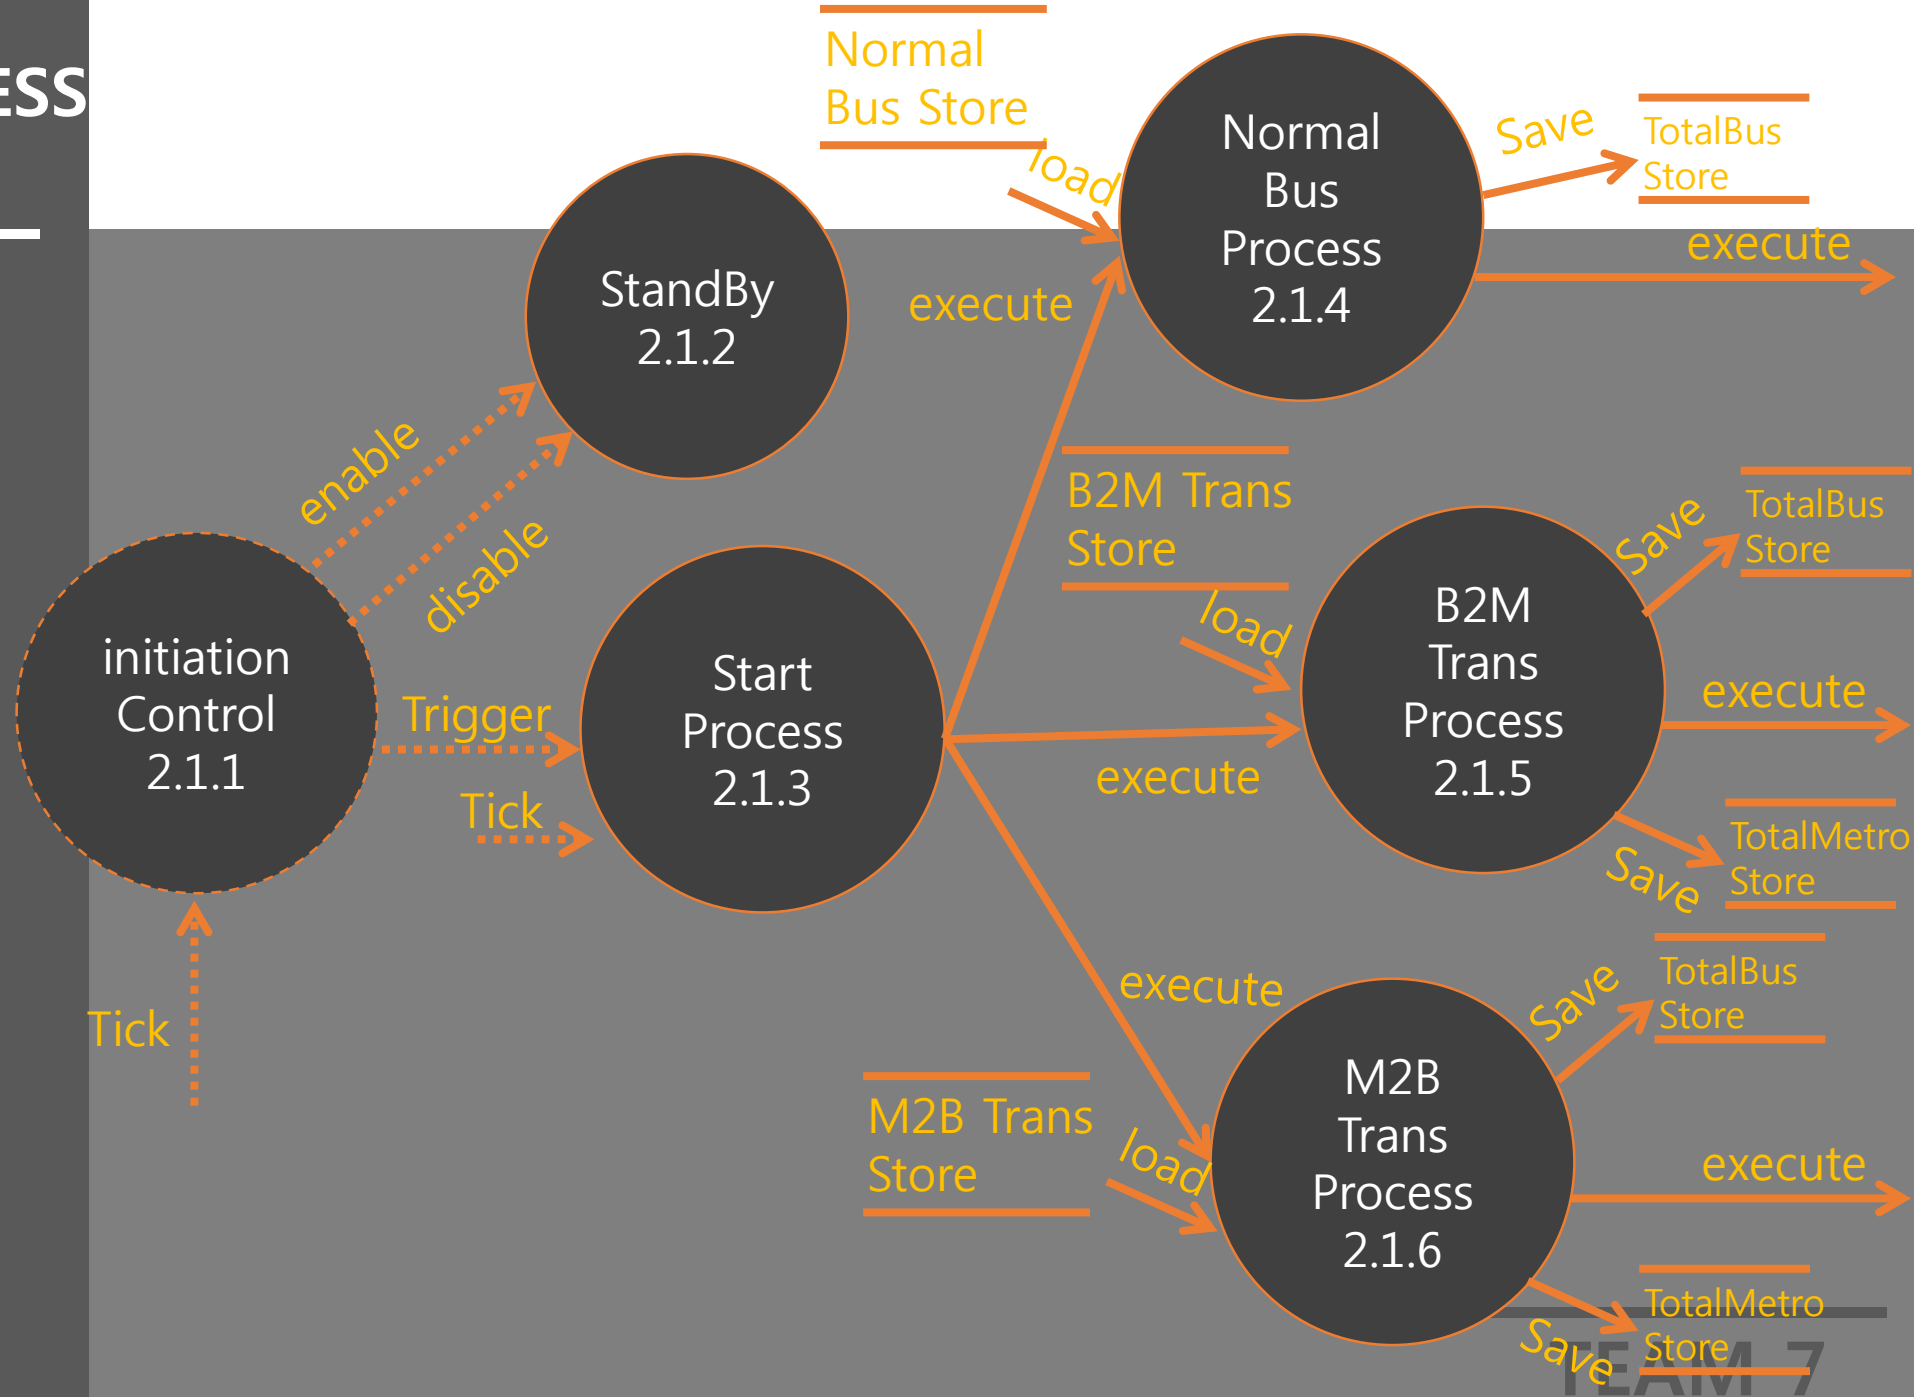 ESS
Normal
Bus Store
load
Normal
Bus
Process
2.1.4
Save
TotalBus
Store
execute
StandBy
2.1.2
execute
enable
disable
B2M Trans
Store
load
B2M
Trans
Process
2.1.5
Save
TotalBus
Store
execute
Save
TotalMetro
Store
initiation
Control
2.1.1
Trigger
Tick
Start
Process
2.1.3
execute
Tick
execute
M2B Trans
Store
load
M2B
Trans
Process
2.1.6
Save
TotalBus
Store
execute
Save
TotalMetro
Store
TEAM 7